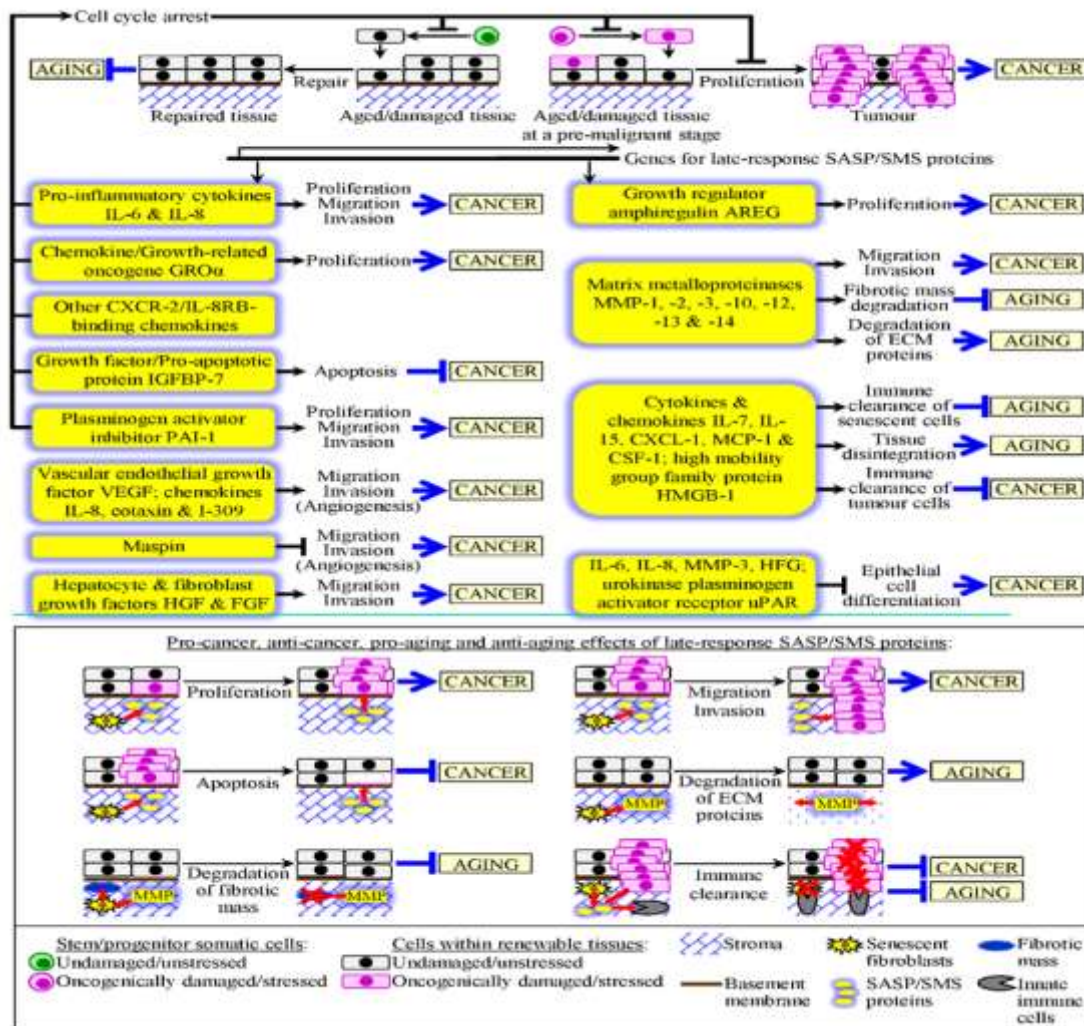 Cell cycle arrest
AGING
Repair
Proliferation
CANCER
Repaired tissue
Aged/damaged tissue
Aged/damaged tissue
at a pre-malignant stage
Tumour
Genes for late-response SASP/SMS proteins
Pro-inflammatory cytokines
IL-6 & IL-8
Proliferation
Migration
Invasion
CANCER
Chemokine/Growth-related
oncogene GROα
Proliferation
CANCER
Other CXCR-2/IL-8RB-
binding chemokines
Growth factor/Pro-apoptotic
protein IGFBP-7
Apoptosis
CANCER
Plasminogen activator
inhibitor PAI-1
Proliferation
Migration
Invasion
CANCER
Vascular endothelial growth
factor VEGF; chemokines
IL-8, eotaxin & I-309
Migration
Invasion
(Angiogenesis)
CANCER
Maspin
Migration
Invasion
(Angiogenesis)
CANCER
Hepatocyte & fibroblast
growth factors HGF & FGF
Migration
Invasion
CANCER
Growth regulator
amphiregulin AREG
Proliferation
CANCER
Matrix metalloproteinases
MMP-1, -2, -3, -10, -12,
-13 & -14
Migration
Invasion
CANCER
Fibrotic mass
degradation
AGING
Degradation
of ECM
proteins
AGING
Cytokines &
chemokines IL-7, IL-
15, CXCL-1, MCP-1 &
CSF-1; high mobility
group family protein
HMGB-1
Immune
clearance of
senescent cells
AGING
Tissue
disintegration
AGING
Immune
clearance of
tumour cells
CANCER
IL-6, IL-8, MMP-3, HFG;
urokinase plasminogen
activator receptor uPAR
Epithelial
cell
differentiation
CANCER
Pro-cancer, anti-cancer, pro-aging and anti-aging effects of late-response SASP/SMS proteins:
Proliferation
CANCER
Migration
Invasion
CANCER
Apoptosis
CANCER
MMP
Degradation
of ECM
proteins
MMP
AGING
MMP
Degradation
of fibrotic
mass
MMP
AGING
Immune
clearance
CANCER
AGING
Stem/progenitor somatic cells:
Undamaged/unstressed
Oncogenically damaged/stressed
Cells within renewable tissues:
Undamaged/unstressed
Oncogenically damaged/stressed
Stroma
Basement
membrane
Senescent
fibroblasts
SASP/SMS
proteins
Fibrotic
mass
Innate
immune
cells